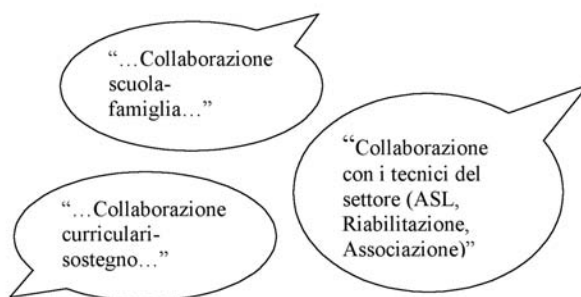 “…Collaborazione
scuola-
famiglia…”
“Collaborazione
con i tecnici del
settore (ASL,
Riabilitazione,
Associazione)”
“…Collaborazione
curriculari-
sostegno…”